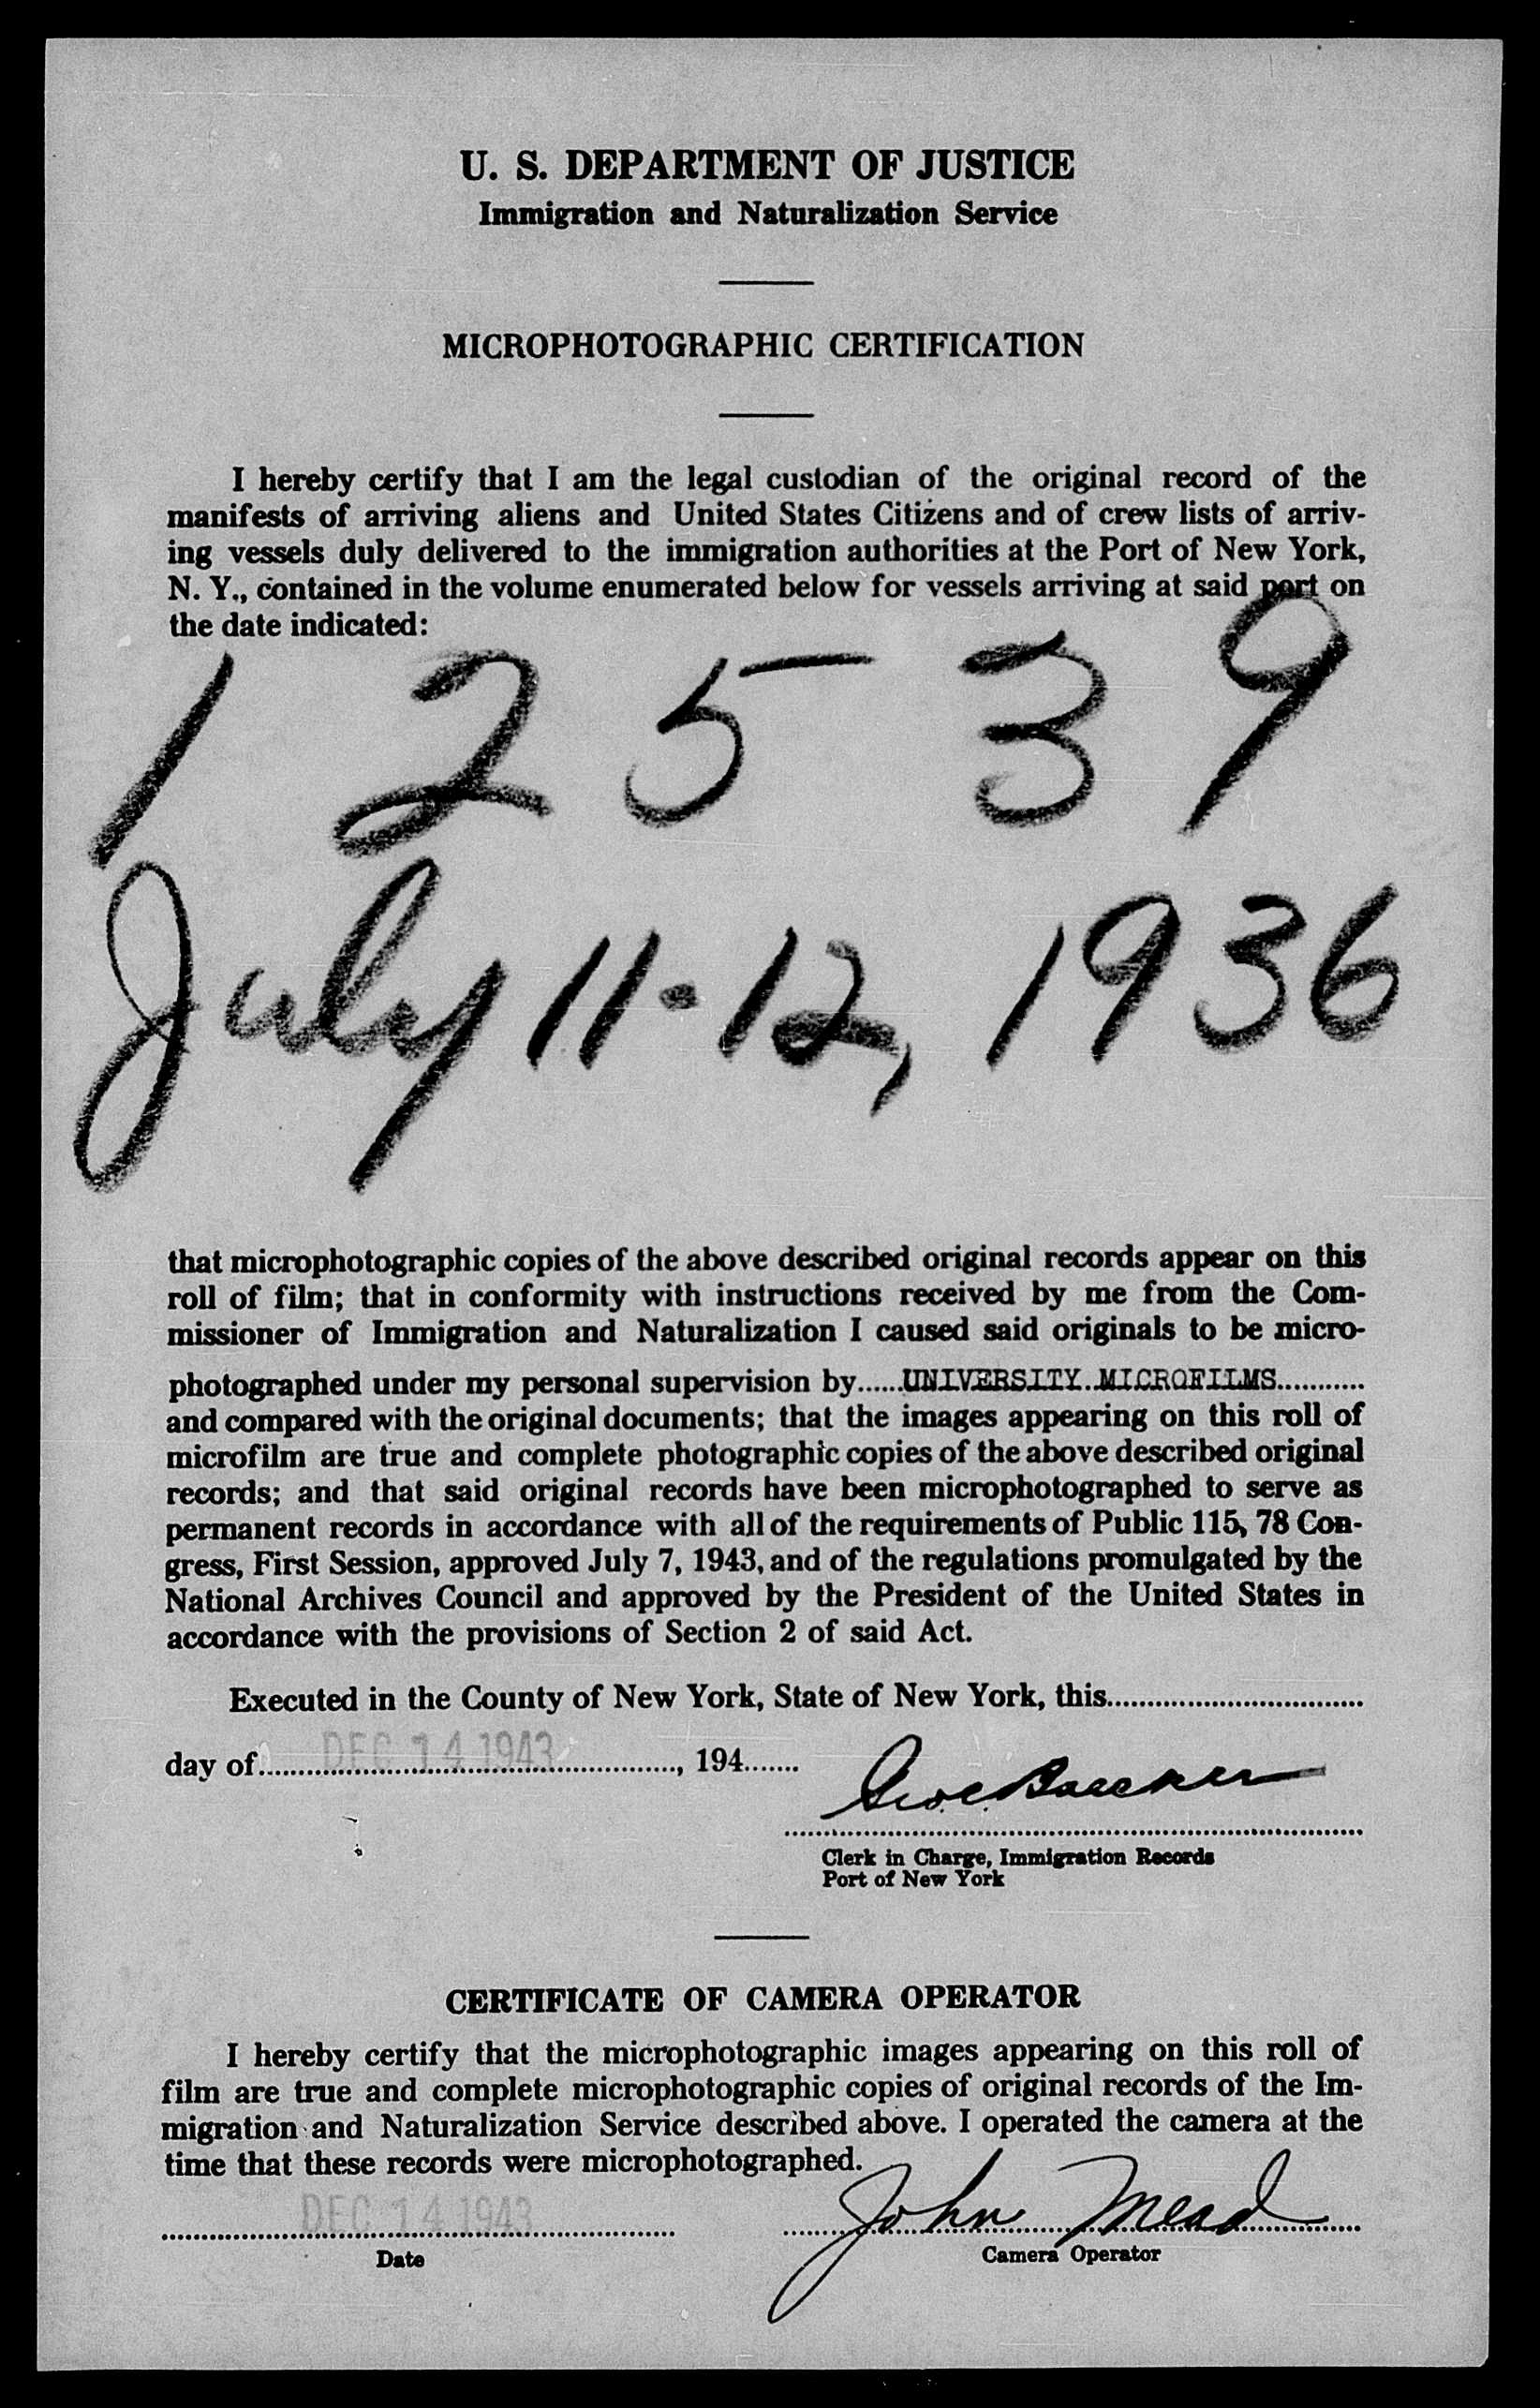 U. S. DEPARTMENT OF JUSTICE
Immigration and Naturalization Service
MICROPHOTOGRAPHIC CERTIFICATION
I hereby certify that I am the legal custodian of the original record of the
manifests of arriving aliens and United States Citizens and of crew lists of arriv-
ing vessels duly delivered to the immigration authorities at the Port of New York,
N. Y., contained in the volume enumerated below for vessels arriving at said port on
the date indicated:
1 2 5 3 9
July 11-12, 1936
that microphotographic copies of the above described original records appear on this
roll of film; that in conformity with instructions received by me from the Com-
missioner of Immigration and Naturalization I caused said originals to be micro-
photographed under my personal supervision by......UNIVERSITY MICROFILMS...........
and compared with the original documents; that the images appearing on this roll of
microfilm are true and complete photographic copies of the above described original
records; and that said original records have been microphotographed to serve as
permanent records in accordance with all of the requirements of Public 115, 78 Con-
gress, First Session, approved July 7, 1943, and of the regulations promulgated by the
National Archives Council and approved by the President of the United States in
accordance with the provisions of Section 2 of said Act.
Executed in the County of New York, State of New York, this................................
day of....DEC 14 1943...., 194.......
Clerk in Charge, Immigration Records
Port of New York
CERTIFICATE OF CAMERA OPERATOR
I hereby certify that the microphotographic images appearing on this roll of
film are true and complete microphotographic copies of original records of the Im-
migration and Naturalization Service described above. I operated the camera at the
time that these records were microphotographed.
DEC 14 1943 John Mead
Date Camera Operator